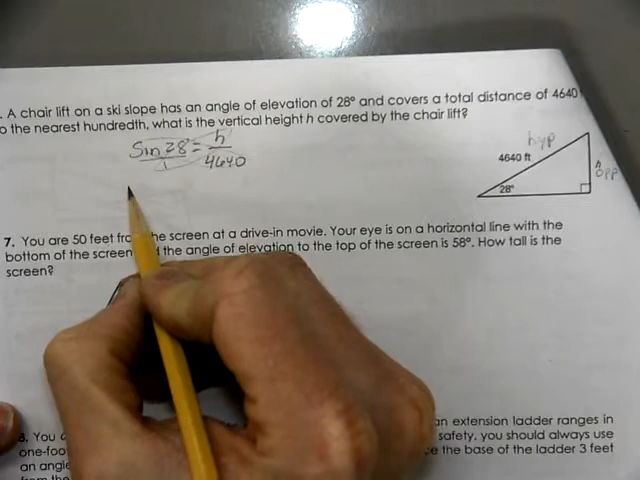 . A chair lift on a ski slope has an angle of elevation of 28° and covers a total distance of 4640
o the nearest hundredth, what is the vertical height h covered by the chair lift?
Sin 28 = h
1 4640
hyp
4640 ft
h
opp
28°
7. You are 50 feet from the screen at a drive-in movie. Your eye is on a horizontal line with the
bottom of the screen the angle of elevation to the top of the screen is 58°. How tall is the
screen?
an extension ladder ranges in
8. You safety, you should always use
one-foo the base of the ladder 3 feet
an angle
from the